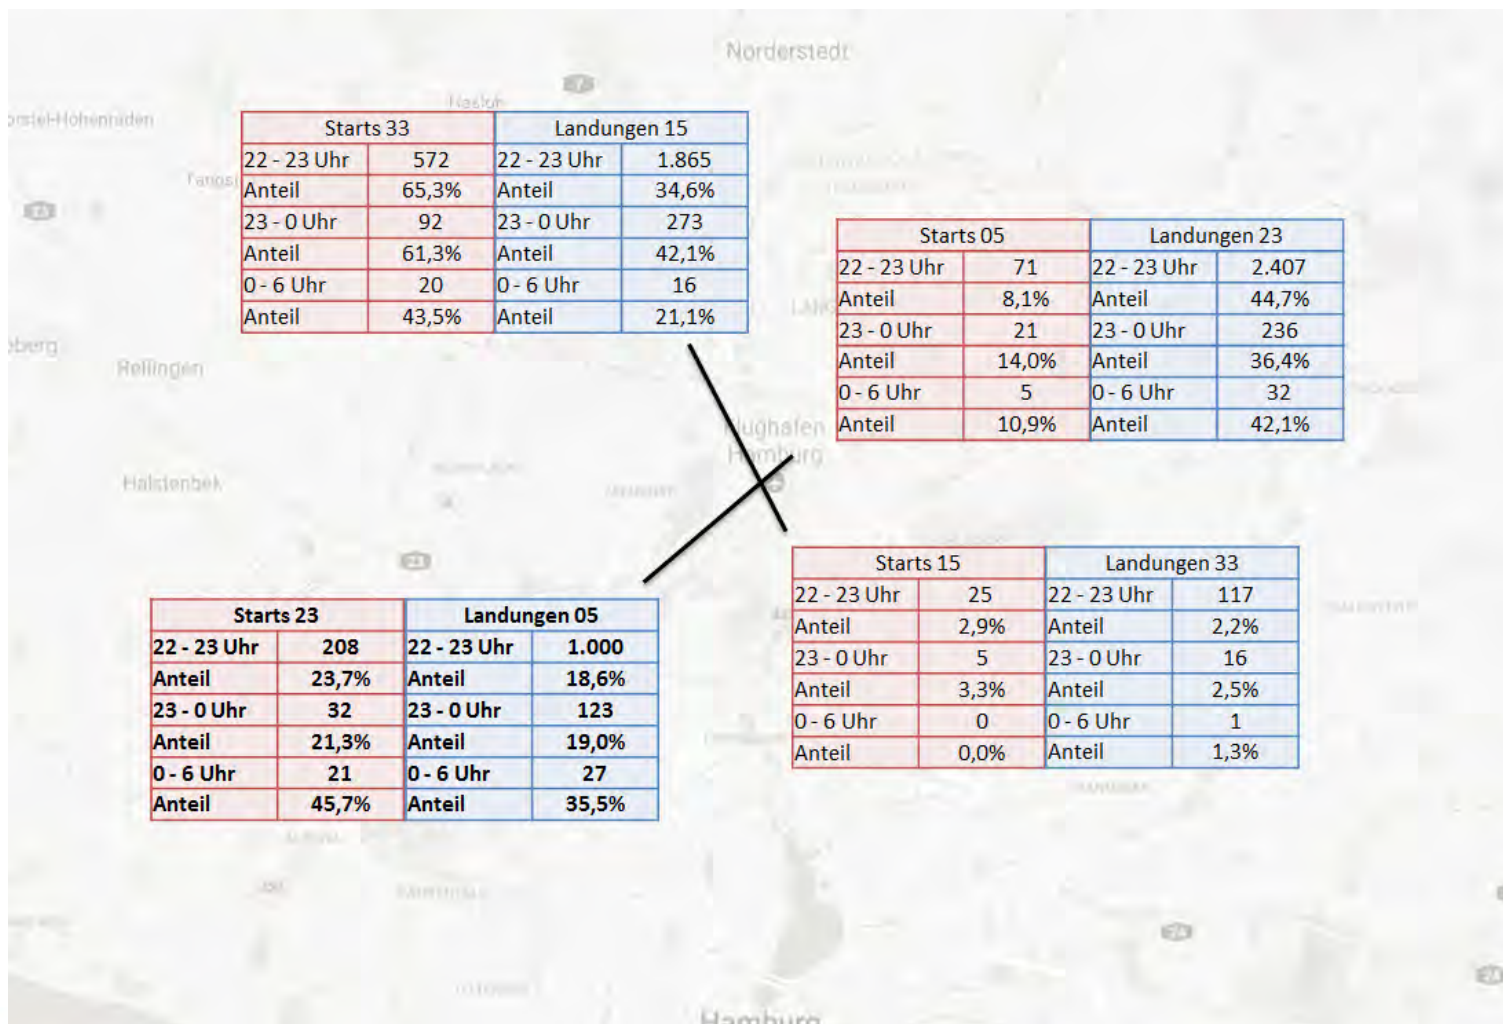 Norderstedt
Hasloh
Starts 33 Landungen 15
22 - 23 Uhr 572 22 - 23 Uhr 1.865
Anteil 65,3% Anteil 34,6%
23 - 0 Uhr 92 23 - 0 Uhr 273
Anteil 61,3% Anteil 42,1%
0 - 6 Uhr 20 0 - 6 Uhr 16
Anteil 43,5% Anteil 21,1%
Starts 05 Landungen 23
22 - 23 Uhr 71 22 - 23 Uhr 2.407
Anteil 8,1% Anteil 44,7%
23 - 0 Uhr 21 23 - 0 Uhr 236
Anteil 14,0% Anteil 36,4%
0 - 6 Uhr 5 0 - 6 Uhr 32
Anteil 10,9% Anteil 42,1%
Rellingen
Flughafen
Hamburg
Halstenbek
Starts 23 Landungen 05
22 - 23 Uhr 208 22 - 23 Uhr 1.000
Anteil 23,7% Anteil 18,6%
23 - 0 Uhr 32 23 - 0 Uhr 123
Anteil 21,3% Anteil 19,0%
0 - 6 Uhr 21 0 - 6 Uhr 27
Anteil 45,7% Anteil 35,5%
Starts 15 Landungen 33
22 - 23 Uhr 25 22 - 23 Uhr 117
Anteil 2,9% Anteil 2,2%
23 - 0 Uhr 5 23 - 0 Uhr 16
Anteil 3,3% Anteil 2,5%
0 - 6 Uhr 0 0 - 6 Uhr 1
Anteil 0,0% Anteil 1,3%
Hamburg